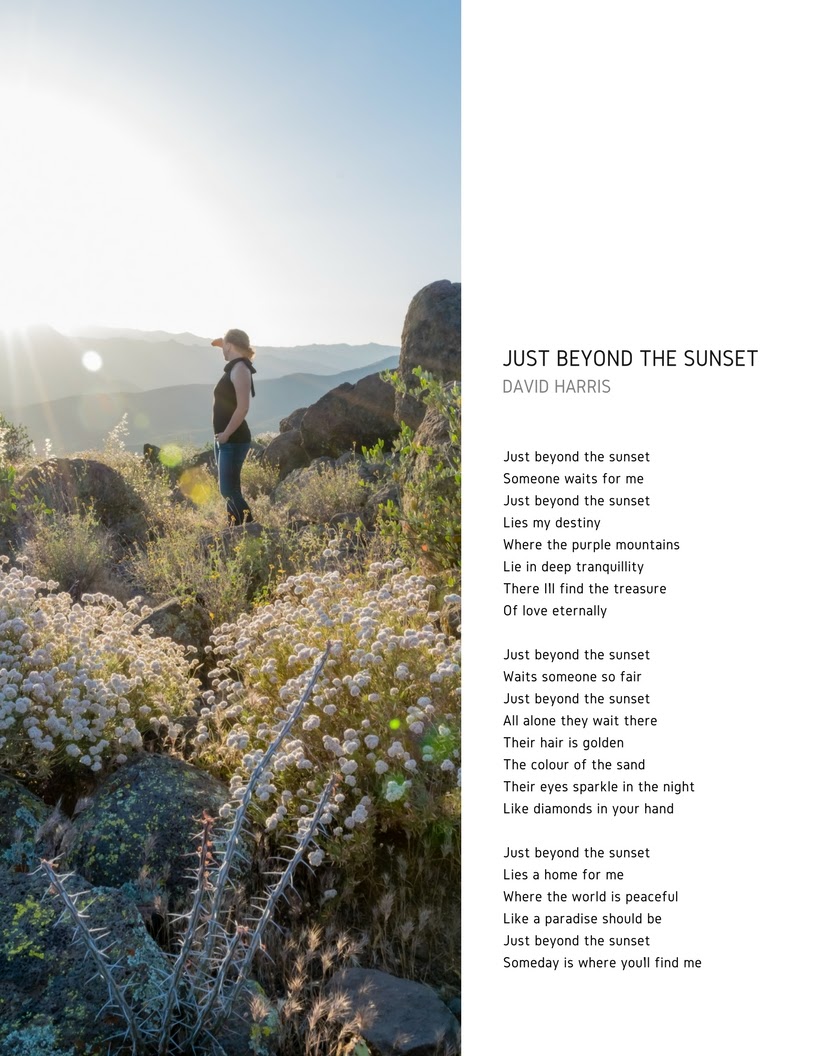 JUST BEYOND THE SUNSET
DAVID HARRIS
Just beyond the sunset
Someone waits for me
Just beyond the sunset
Lies my destiny
Where the purple mountains
Lie in deep tranquillity
There I'll find the treasure
Of love eternally
Just beyond the sunset
Waits someone so fair
Just beyond the sunset
All alone they wait there
Their hair is golden
The colour of the sand
Their eyes sparkle in the night
Like diamonds in your hand
Just beyond the sunset
Lies a home for me
Where the world is peaceful
Like a paradise should be
Just beyond the sunset
Someday is where you'll find me